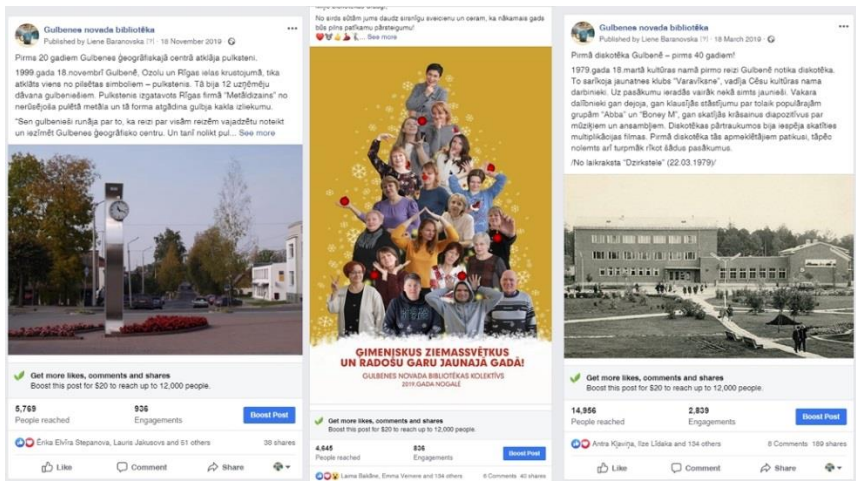 Gulbenes novada bibliotēka
Published by Liene Baranovska [?] · 18 November 2019 ·
Pirms 20 gadiem Gulbenes ģeogrāfiskajā centrā atklāja pulksteni.
1999.gada 18.novembrī Gulbenē, Ozolu un Rīgas ielas krustojumā, tika
atklāts viens no pilsētas simboliem – pulkstenis. Tā bija 12 uzņēmēju
dāvana gulbeniešiem. Pulkstenis izgatavots Rīgas firmā "Metāldizains" no
nerūsējoša pulētā metāla un tā forma atgādina gulbja kakla izliekumu.
"Sen gulbenieši runāja par to, ka reizi par visām reizēm vajadzētu noteikt
un iezīmēt Gulbenes ģeogrāfisko centru. Un tanī nolikt pul... See more
Get more likes, comments and shares
Boost this post for $20 to reach up to 12,000 people.
5,769
People reached
936
Engagements
Boost Post
Ērika Elvīra Stepanova, Lauris Jakusovs and 51 others
38 shares
Like
Comment
Share
No sirds sūtām jums daudz sirsnīgu sveicienu un ceram, ka nākamais gads
būs pilns patīkamu pārsteigumu!
... See more
ĢIMENISKUS ZIEMASSVĒTKUS
UN RADOŠU GARU JAUNAJĀ GADĀ!
GULBENES NOVADA BIBLIOTĒKAS KOLEKTĪVS
2019.GADA NOGALĒ
Get more likes, comments and shares
Boost this post for $20 to reach up to 12,000 people.
4,645
People reached
836
Engagements
Boost Post
Laima Bakšāne, Emma Vernere and 134 others
6 Comments 40 shares
Gulbenes novada bibliotēka
Published by Liene Baranovska [?] · 18 March 2019 ·
Pirmā diskotēka Gulbenē – pirms 40 gadiem!
1979.gada 18.martā kultūras namā pirmo reizi Gulbenē notika diskotēka.
To sarīkoja jaunatnes klubs "Varavīksne", vadīja Cēsu kultūras nama
darbinieki. Uz pasākumu ieradās vairāk nekā simts jaunieši. Vakara
dalībnieki gan dejoja, gan klausījās stāstījumu par tolaik populārajām
grupām "Abba" un "Boney M", gan skatījās krāsainus diapozitīvus par
mūziķiem un ansambļiem. Diskotēkas pārtraukumos bija iespēja skatīties
multiplikācijas filmas. Pirmā diskotēka tās apmeklētājiem patikusi, tāpēc
nolemts arī turpmāk rīkot šādus pasākumus.
/No laikraksta "Dzirkstele" (22.03.1979)/
Get more likes, comments and shares
Boost this post for $20 to reach up to 12,000 people.
14,956
People reached
2,839
Engagements
Boost Post
Antra Kļaviņa, Ilze Līdaka and 154 others
8 Comments 189 shares
Like
Comment
Share